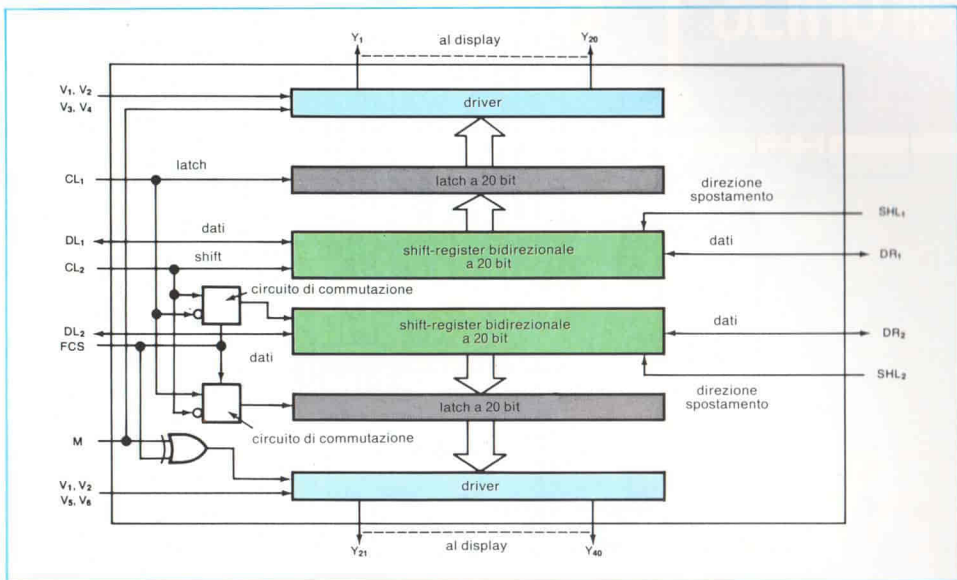 Y₁ al display Y₂₀
V₁, V₂
V₃, V₄
driver
CL₁
latch
latch a 20 bit
direzione
spostamento
SHL₁
DL₁
dati
shift-register bidirezionale
a 20 bit
dati
DR₁
CL₂
shift
circuito di commutazione
DL₂
shift-register bidirezionale
a 20 bit
dati
DR₂
FCS
dati
SHL₂
direzione
spostamento
latch a 20 bit
circuito di commutazione
M
V₁, V₂
V₅, V₆
driver
Y₂₁ al display Y₄₀